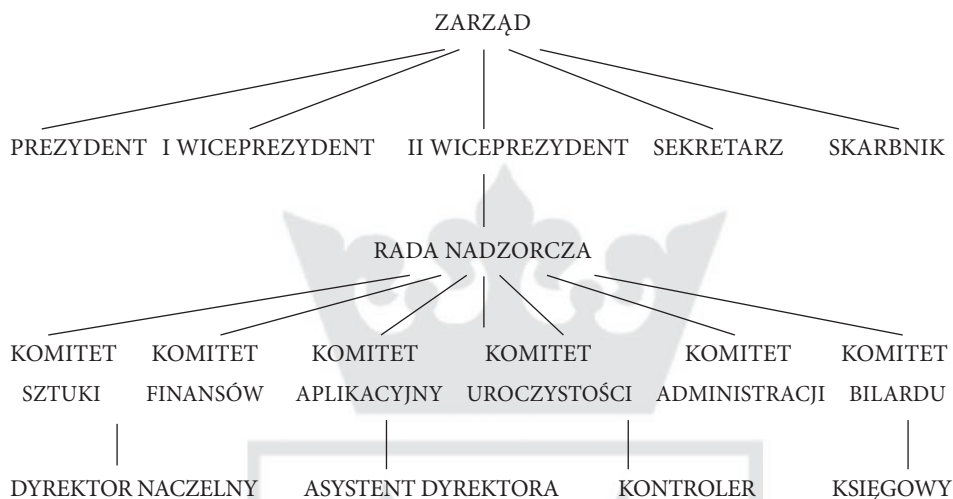 ZARZĄD
PREZYDENT I WICEPREZYDENT II WICEPREZYDENT SEKRETARZ SKARBNIK
RADA NADZORCZA
KOMITET KOMITET KOMITET KOMITET KOMITET KOMITET
SZTUKI FINANSÓW APLIKACYJNY UROCZYSTOŚCI ADMINISTRACJI BILARDU
DYREKTOR NACZELNY ASYSTENT DYREKTORA KONTROLER KSIĘGOWY